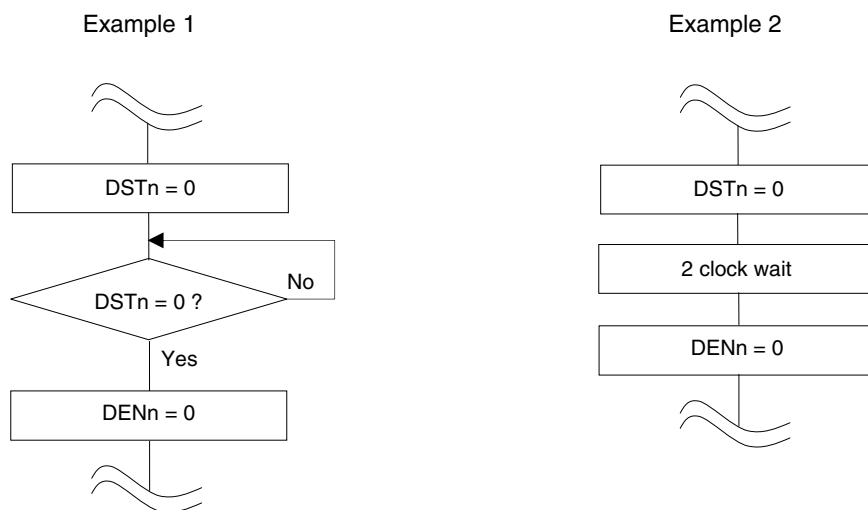 Example 1
DSTn = 0
DSTn = 0 ?
No
Yes
DENn = 0
Example 2
DSTn = 0
2 clock wait
DENn = 0